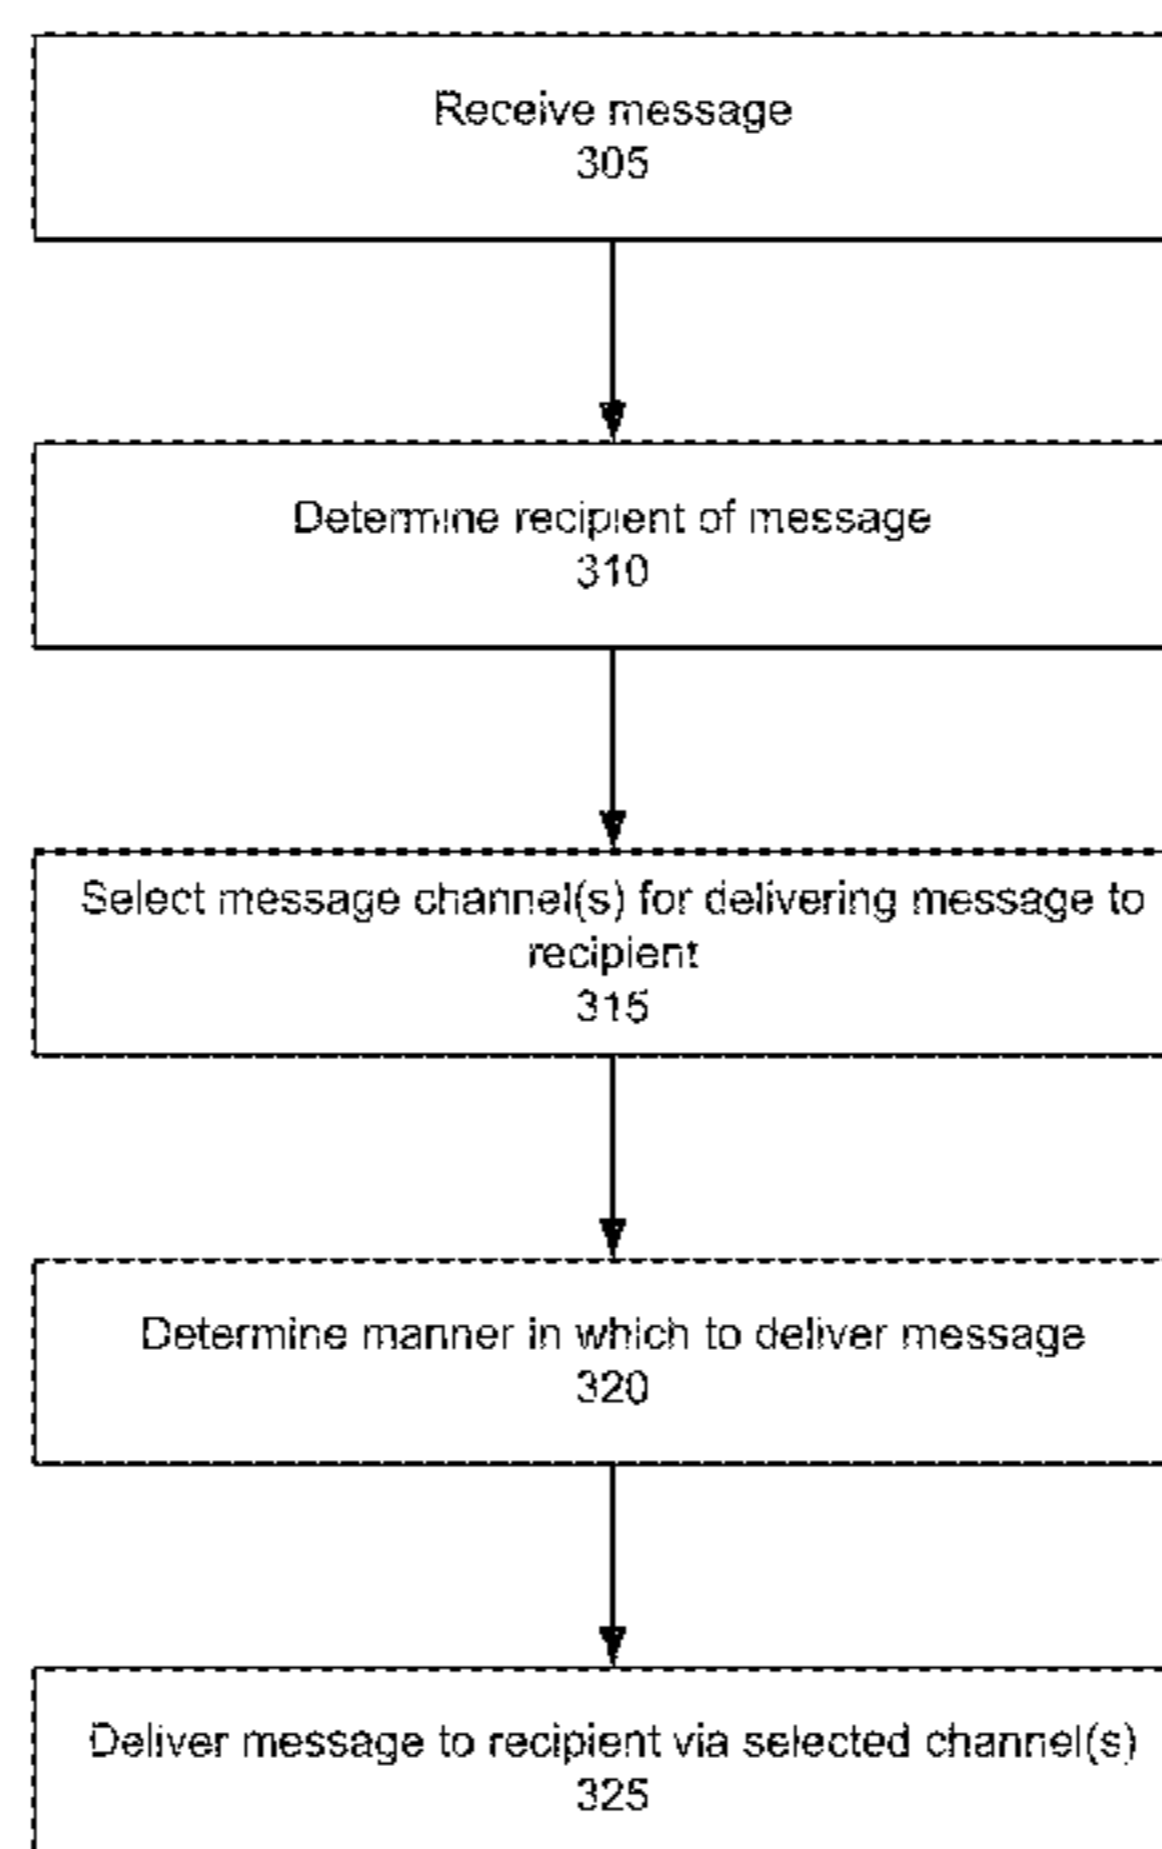 Receive message
305
Determine recipient of message
310
Select message channel(s) for delivering message to
recipient
315
Determine manner in which to deliver message
320
Deliver message to recipient via selected channel(s)
325